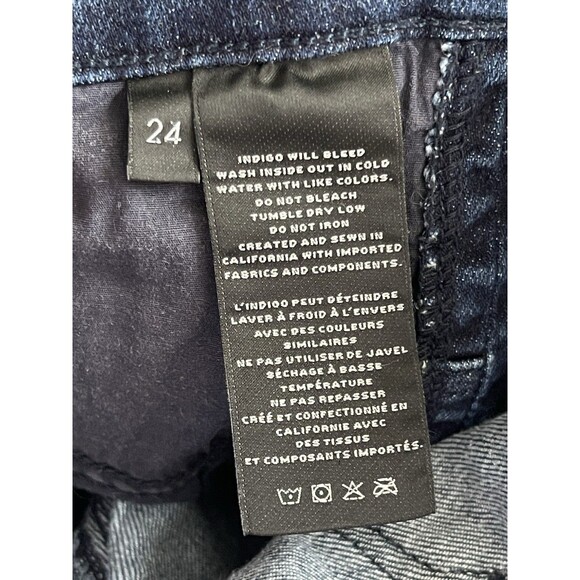 24
INDIGO WILL BLEED
WASH INSIDE OUT IN COLD
WATER WITH LIKE COLORS.
DO NOT BLEACH
TUMBLE DRY LOW
DO NOT IRON
CREATED AND SEWN IN
CALIFORNIA WITH IMPORTED
FABRICS AND COMPONENTS.
L'INDIGO PEUT DÉTEINDRE
LAVER À FROID À L'ENVERS
AVEC DES COULEURS
SIMILAIRES
NE PAS UTILISER DE JAVEL
SÉCHAGE À BASSE
TEMPÉRATURE
NE PAS REPASSER
CRÉÉ ET CONFECTIONNÉ EN
CALIFORNIE AVEC
DES TISSUS
ET COMPOSANTS IMPORTÉS.